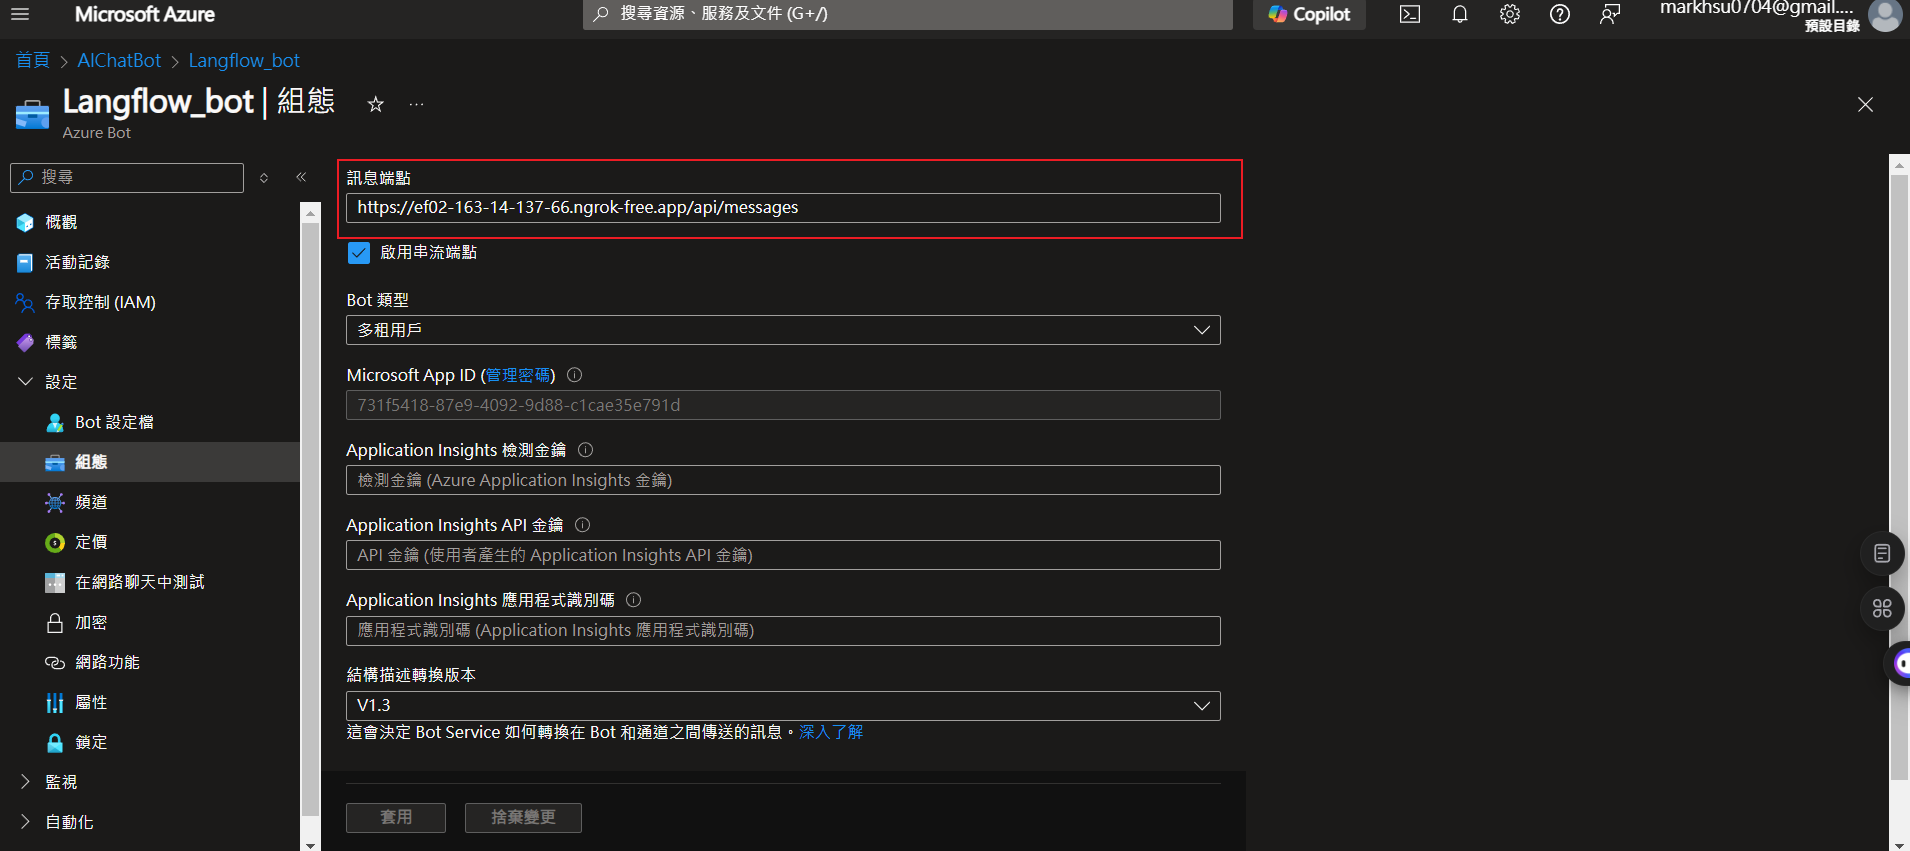 Microsoft Azure
搜尋資源、服務及文件 (G+/)
Copilot
markhsu0704@gmail....
預設目錄
首頁 > AIChatBot > Langflow_bot
Langflow_bot | 組態
Azure Bot
搜尋
概觀
活動記錄
存取控制 (IAM)
標籤
設定
Bot 設定檔
組態
頻道
定價
在網路聊天中測試
加密
網路功能
屬性
鎖定
監視
自動化
訊息端點
https://ef02-163-14-137-66.ngrok-free.app/api/messages
啟用串流端點
Bot 類型
多租用戶
Microsoft App ID (管理密碼)
731f5418-87e9-4092-9d88-c1cae35e791d
Application Insights 檢測金鑰
檢測金鑰 (Azure Application Insights 金鑰)
Application Insights API 金鑰
API 金鑰 (使用者產生的 Application Insights API 金鑰)
Application Insights 應用程式識別碼
應用程式識別碼 (Application Insights 應用程式識別碼)
結構描述轉換版本
V1.3
這會決定 Bot Service 如何轉換在 Bot 和通道之間傳送的訊息。深入了解
套用
捨棄變更